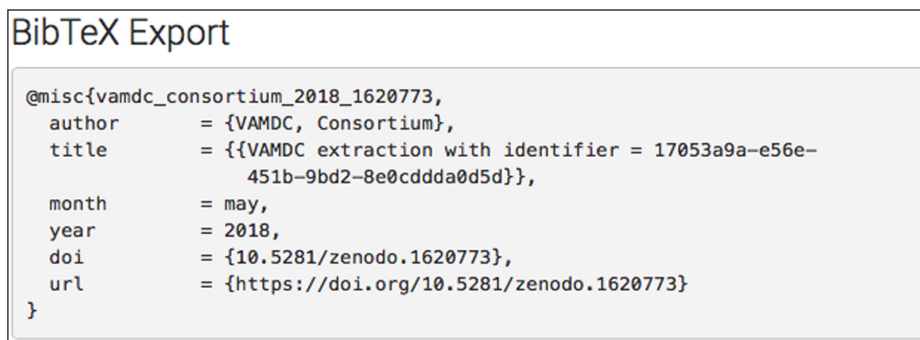 BibTeX Export
@misc{vamdc_consortium_2018_1620773,
  author       = {VAMDC, Consortium},
  title        = {{VAMDC extraction with identifier = 17053a9a-e56e-
                   451b-9bd2-8e0cddda0d5d}},
  month        = may,
  year         = 2018,
  doi          = {10.5281/zenodo.1620773},
  url          = {https://doi.org/10.5281/zenodo.1620773}
}